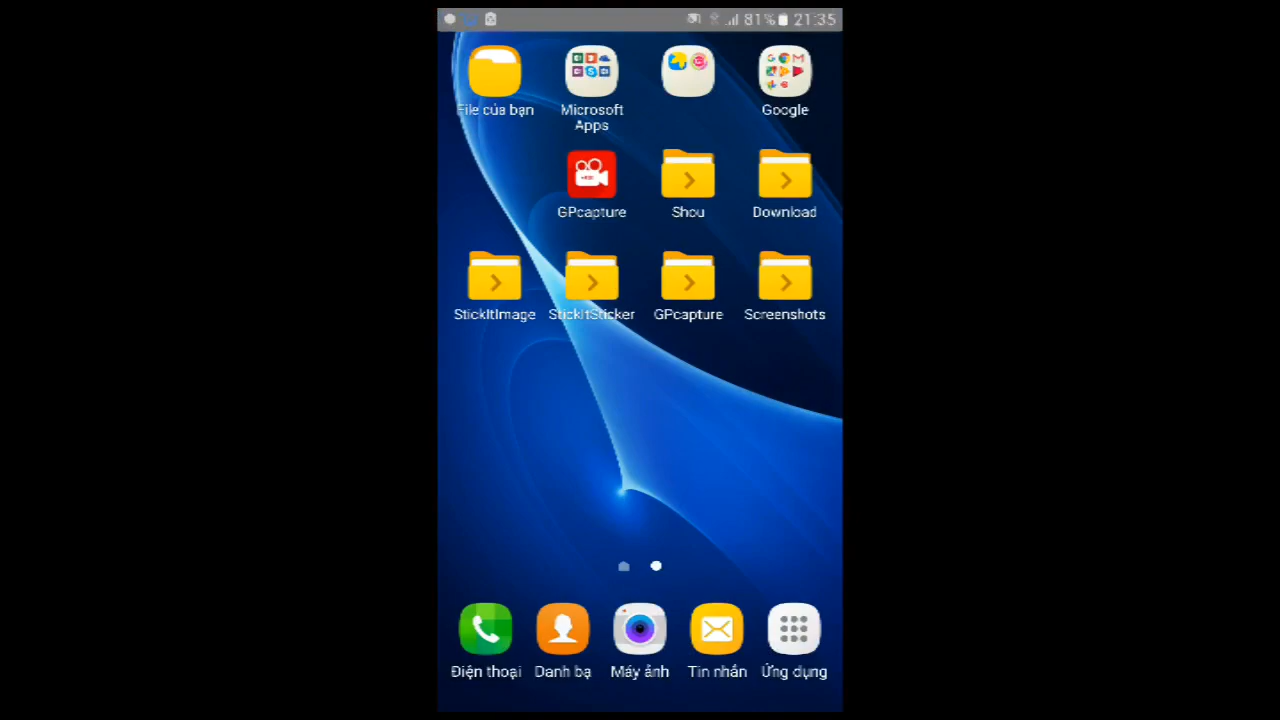 81% 21:35
File của bạn
Microsoft
Apps
Google
GPcapture
Shou
Download
StickItImage
StickItSticker
GPcapture
Screenshots
Điện thoại
Danh bạ
Máy ảnh
Tin nhắn
Ứng dụng